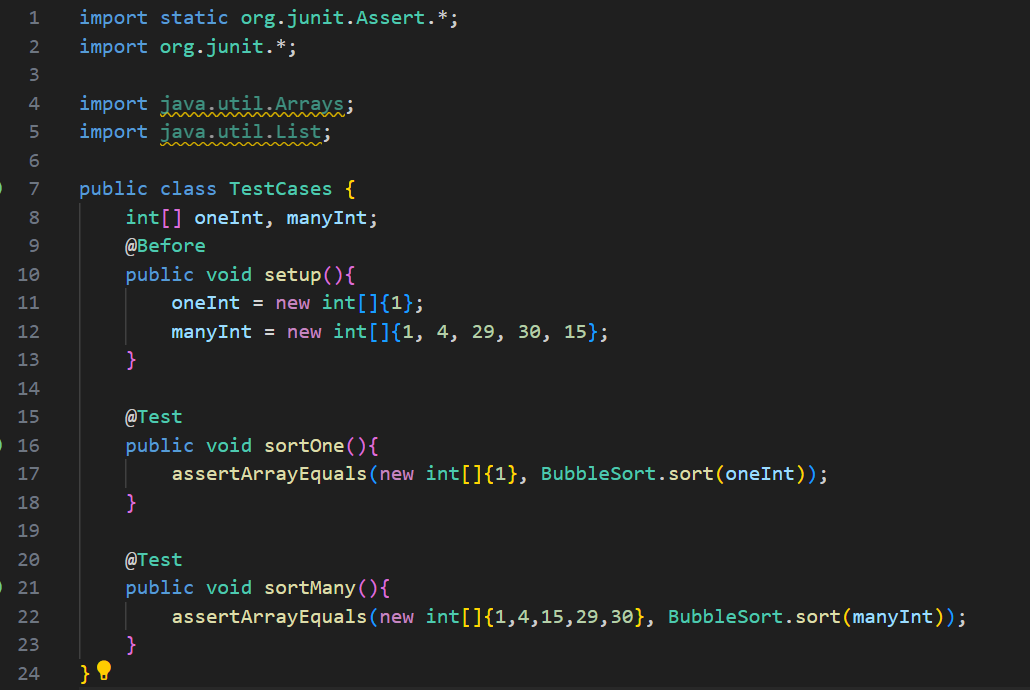 1 import static org.junit.Assert.*;
2 import org.junit.*;
3
4 import java.util.Arrays;
5 import java.util.List;
6
7 public class TestCases {
8     int[] oneInt, manyInt;
9     @Before
10     public void setup(){
11         oneInt = new int[]{1};
12         manyInt = new int[]{1, 4, 29, 30, 15};
13     }
14
15     @Test
16     public void sortOne(){
17         assertArrayEquals(new int[]{1}, BubbleSort.sort(oneInt));
18     }
19
20     @Test
21     public void sortMany(){
22         assertArrayEquals(new int[]{1,4,15,29,30}, BubbleSort.sort(manyInt));
23     }
24 }